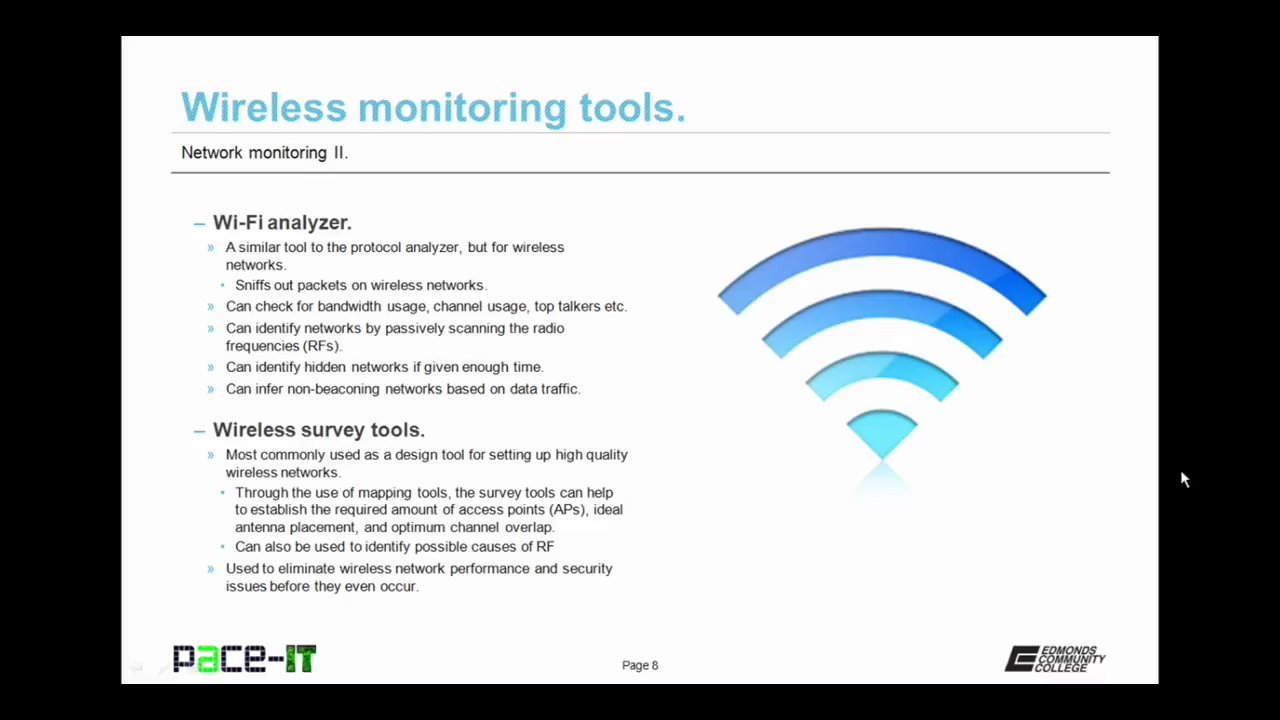 Wireless monitoring tools.
Network monitoring II.
– Wi-Fi analyzer.
» A similar tool to the protocol analyzer, but for wireless
networks.
• Sniffs out packets on wireless networks.
» Can check for bandwidth usage, channel usage, top talkers etc.
» Can identify networks by passively scanning the radio
frequencies (RFs).
» Can identify hidden networks if given enough time.
» Can infer non-beaconing networks based on data traffic.
– Wireless survey tools.
» Most commonly used as a design tool for setting up high quality
wireless networks.
• Through the use of mapping tools, the survey tools can help
to establish the required amount of access points (APs), ideal
antenna placement, and optimum channel overlap.
• Can also be used to identify possible causes of RF
» Used to eliminate wireless network performance and security
issues before they even occur.
pace-IT
Page 8
EDMONDS
COMMUNITY
COLLEGE